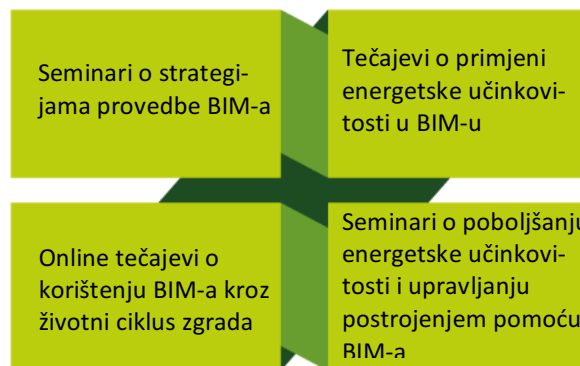 Seminari o strategi-
jama provedbe BIM-a
Tečajevi o primjeni
energetske učinkovi-
tosti u BIM-u
Online tečajevi o
korištenju BIM-a kroz
životni ciklus zgrada
Seminari o poboljšanju
energetske učinkovi-
tosti i upravljanju
postrojenjem pomoću
BIM-a